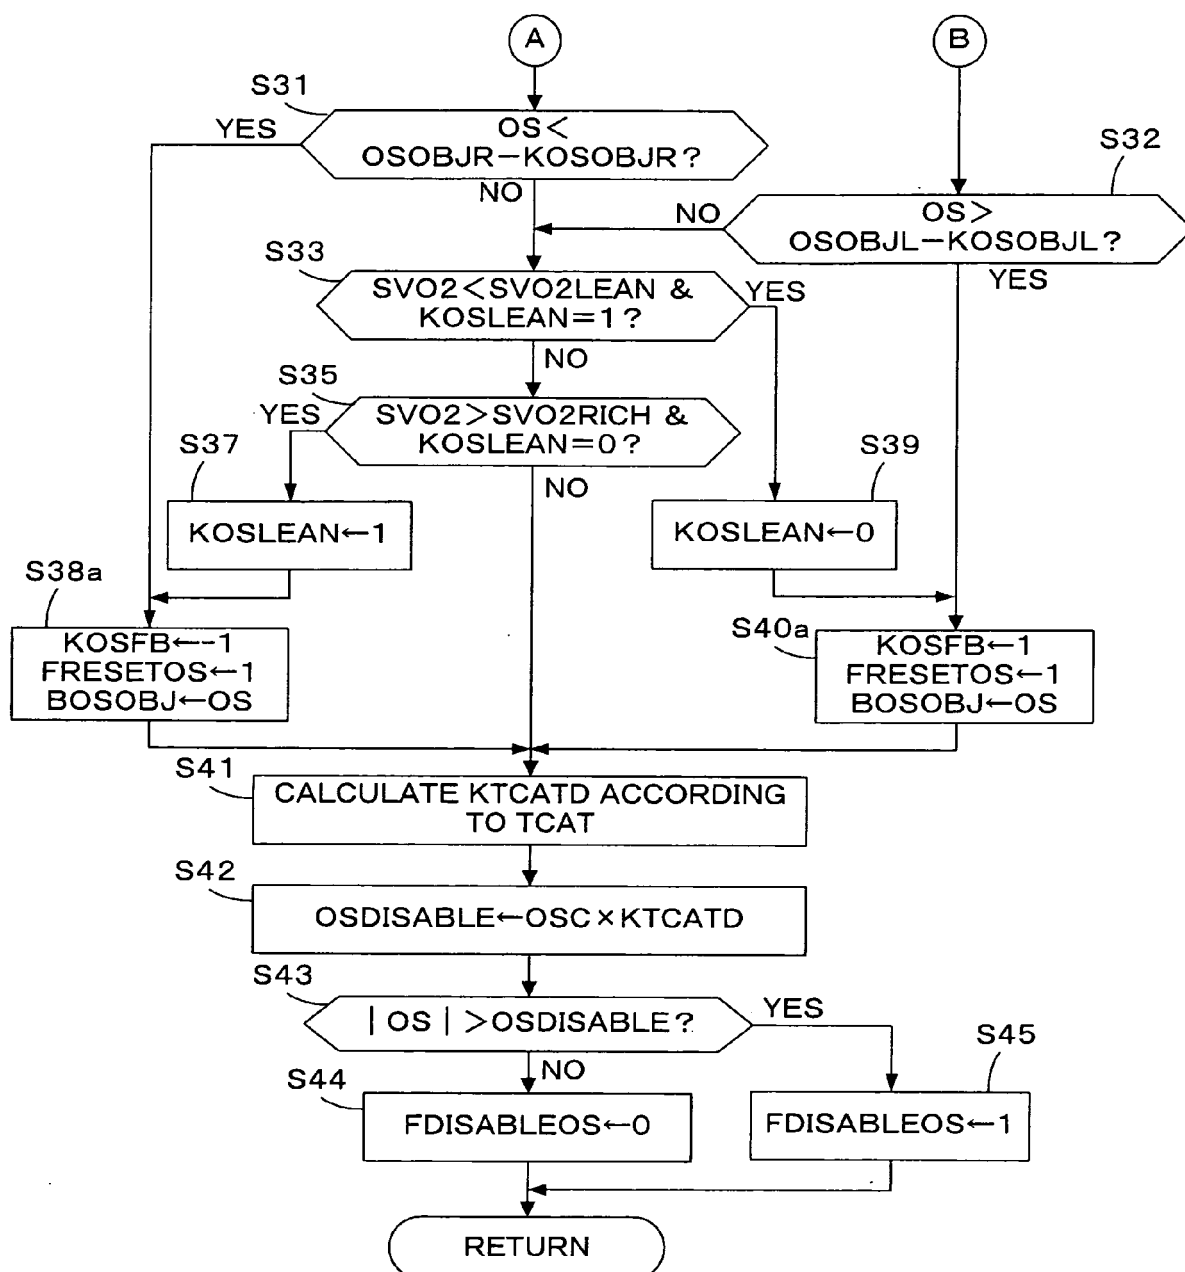 A
B
S31
YES
OS<
OSOBJR−KOSOBJR?
NO
S32
NO
OS>
OSOBJL−KOSOBJL?
YES
S33
SVO2<SVO2LEAN &
KOSLEAN=1?
YES
NO
S35
YES
SVO2>SVO2RICH &
KOSLEAN=0?
NO
S37
KOSLEAN←1
S39
KOSLEAN←0
S38a
KOSFB←-1
FRESETOS←1
BOSOBJ←OS
S40a
KOSFB←1
FRESETOS←1
BOSOBJ←OS
S41
CALCULATE KTCATD ACCORDING
TO TCAT
S42
OSDISABLE←OSC×KTCATD
S43
|OS|>OSDISABLE?
YES
NO
S44
FDISABLEOS←0
S45
FDISABLEOS←1
RETURN